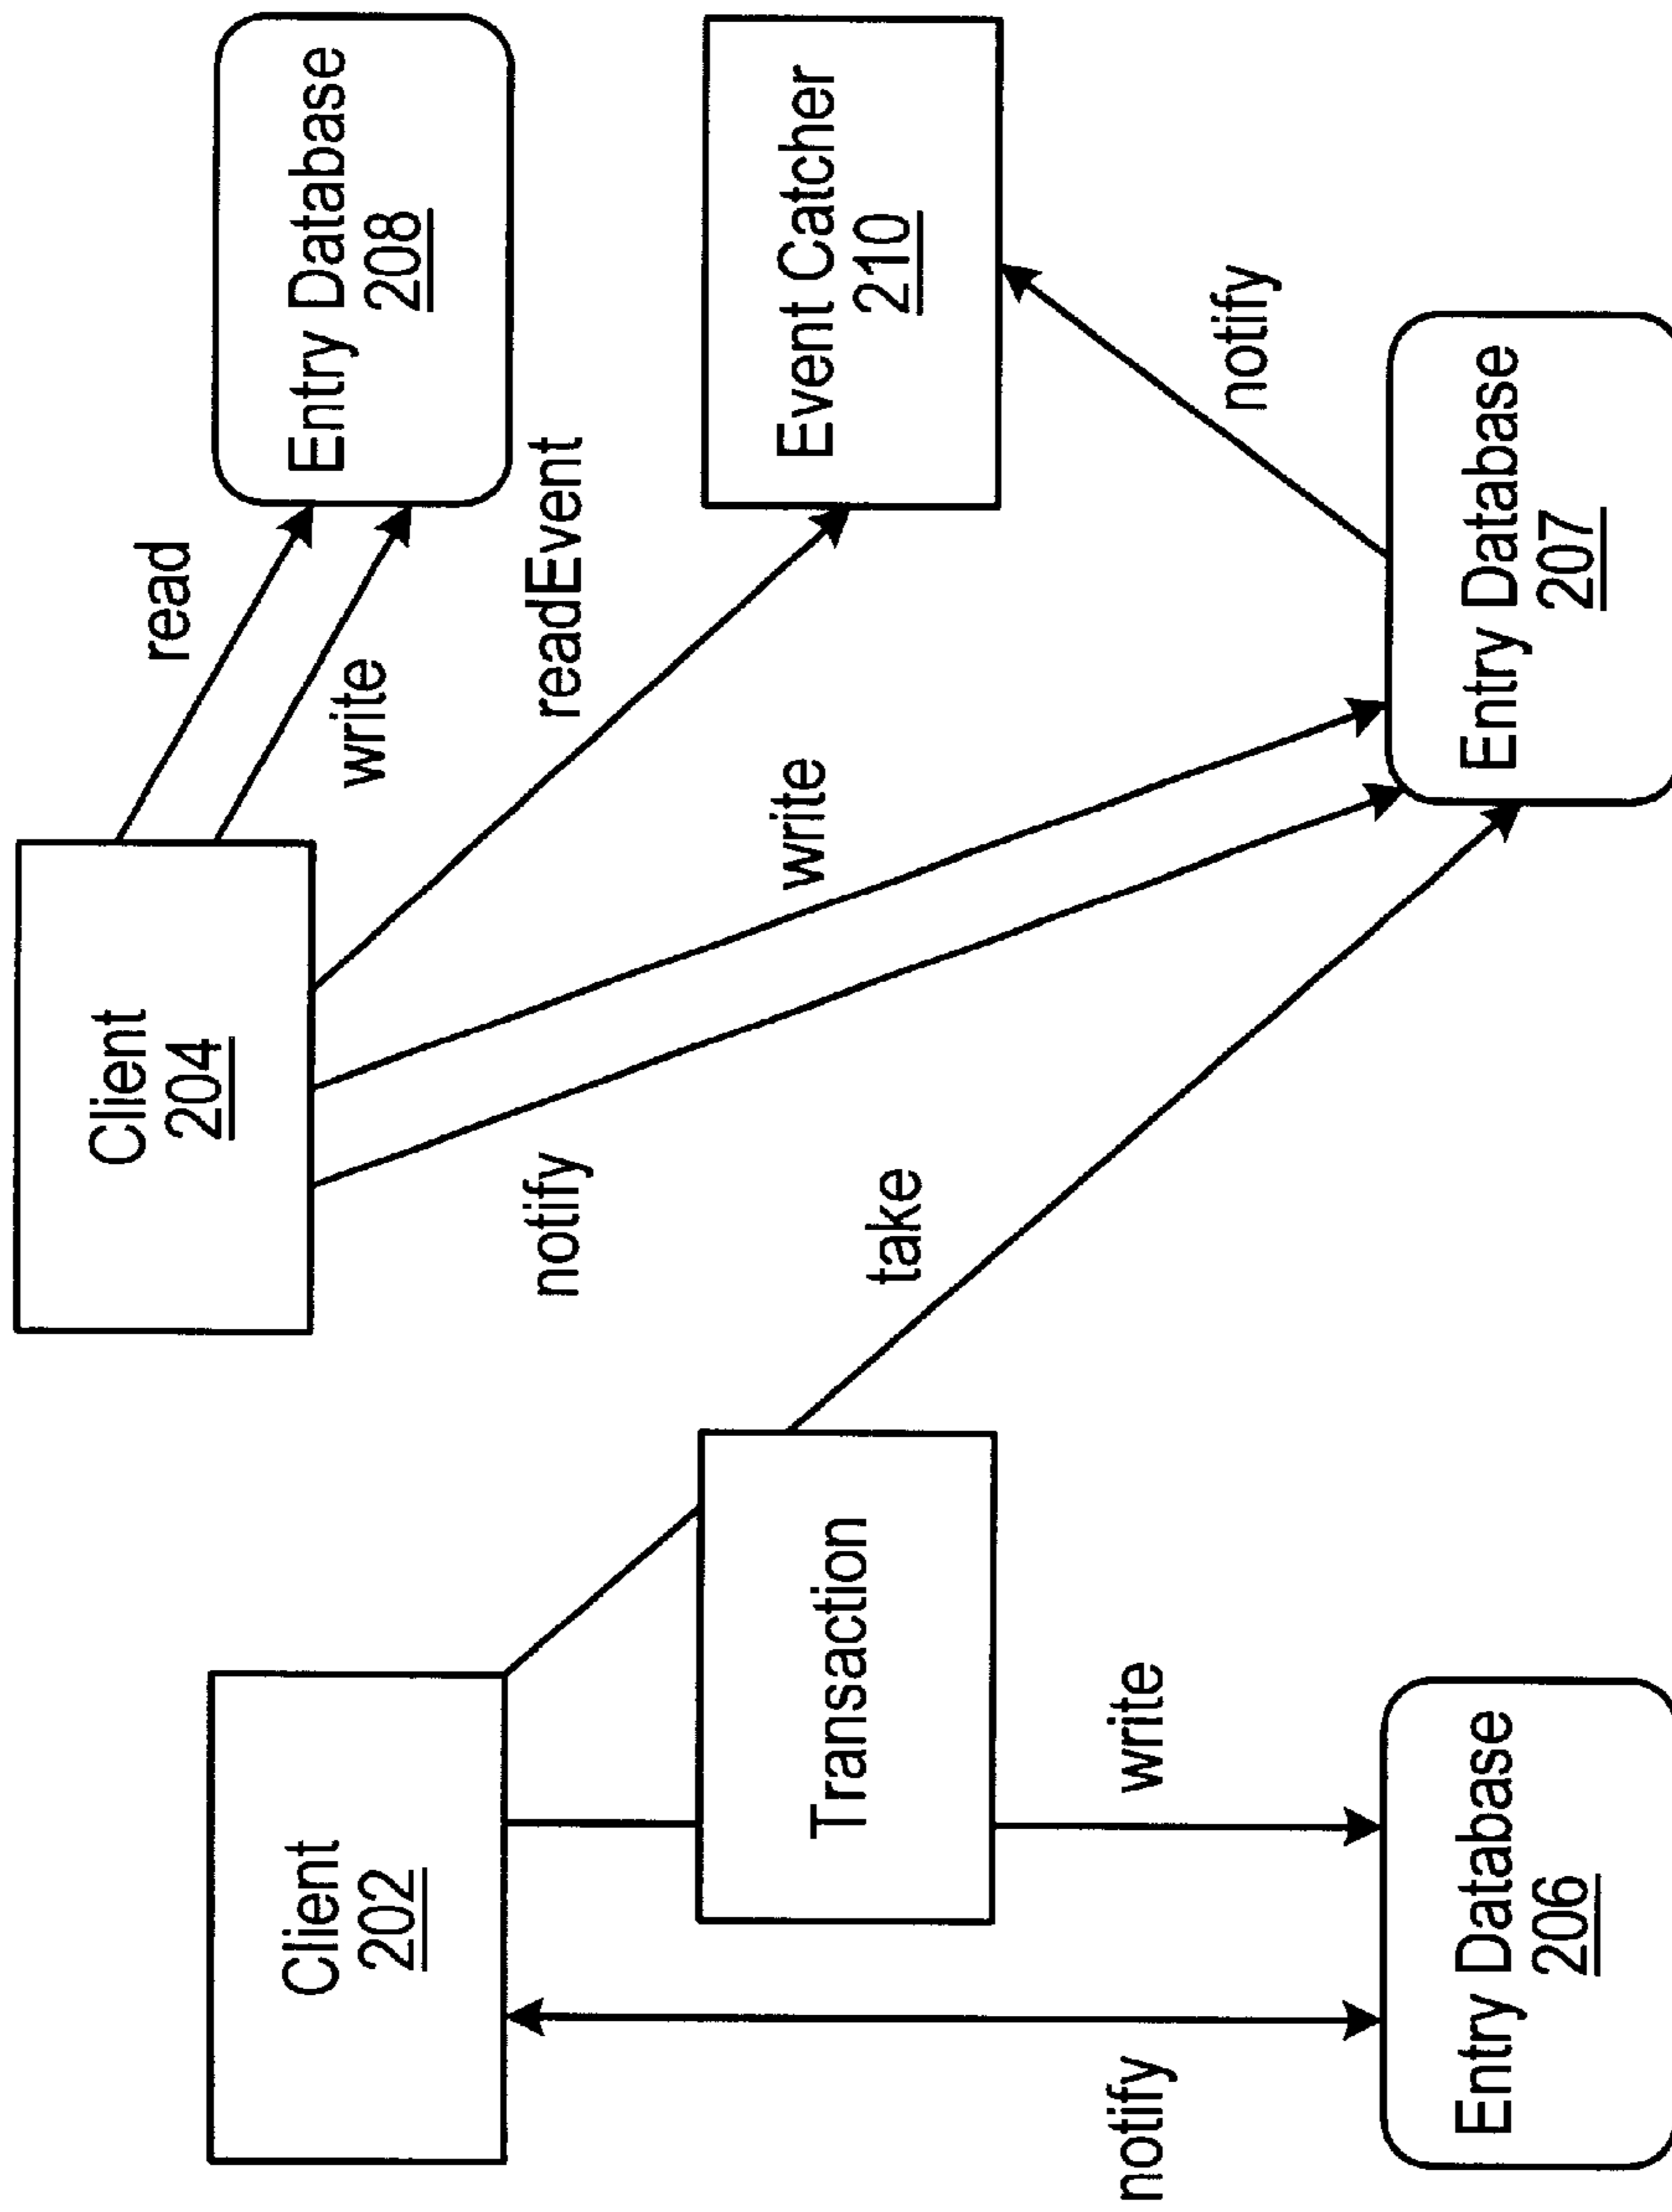 Client
204
read
Client
202
Entry Database
208
write
notify
readEvent
write
Transaction
take
Event Catcher
210
notify
write
notify
Entry Database
206
Entry Database
207